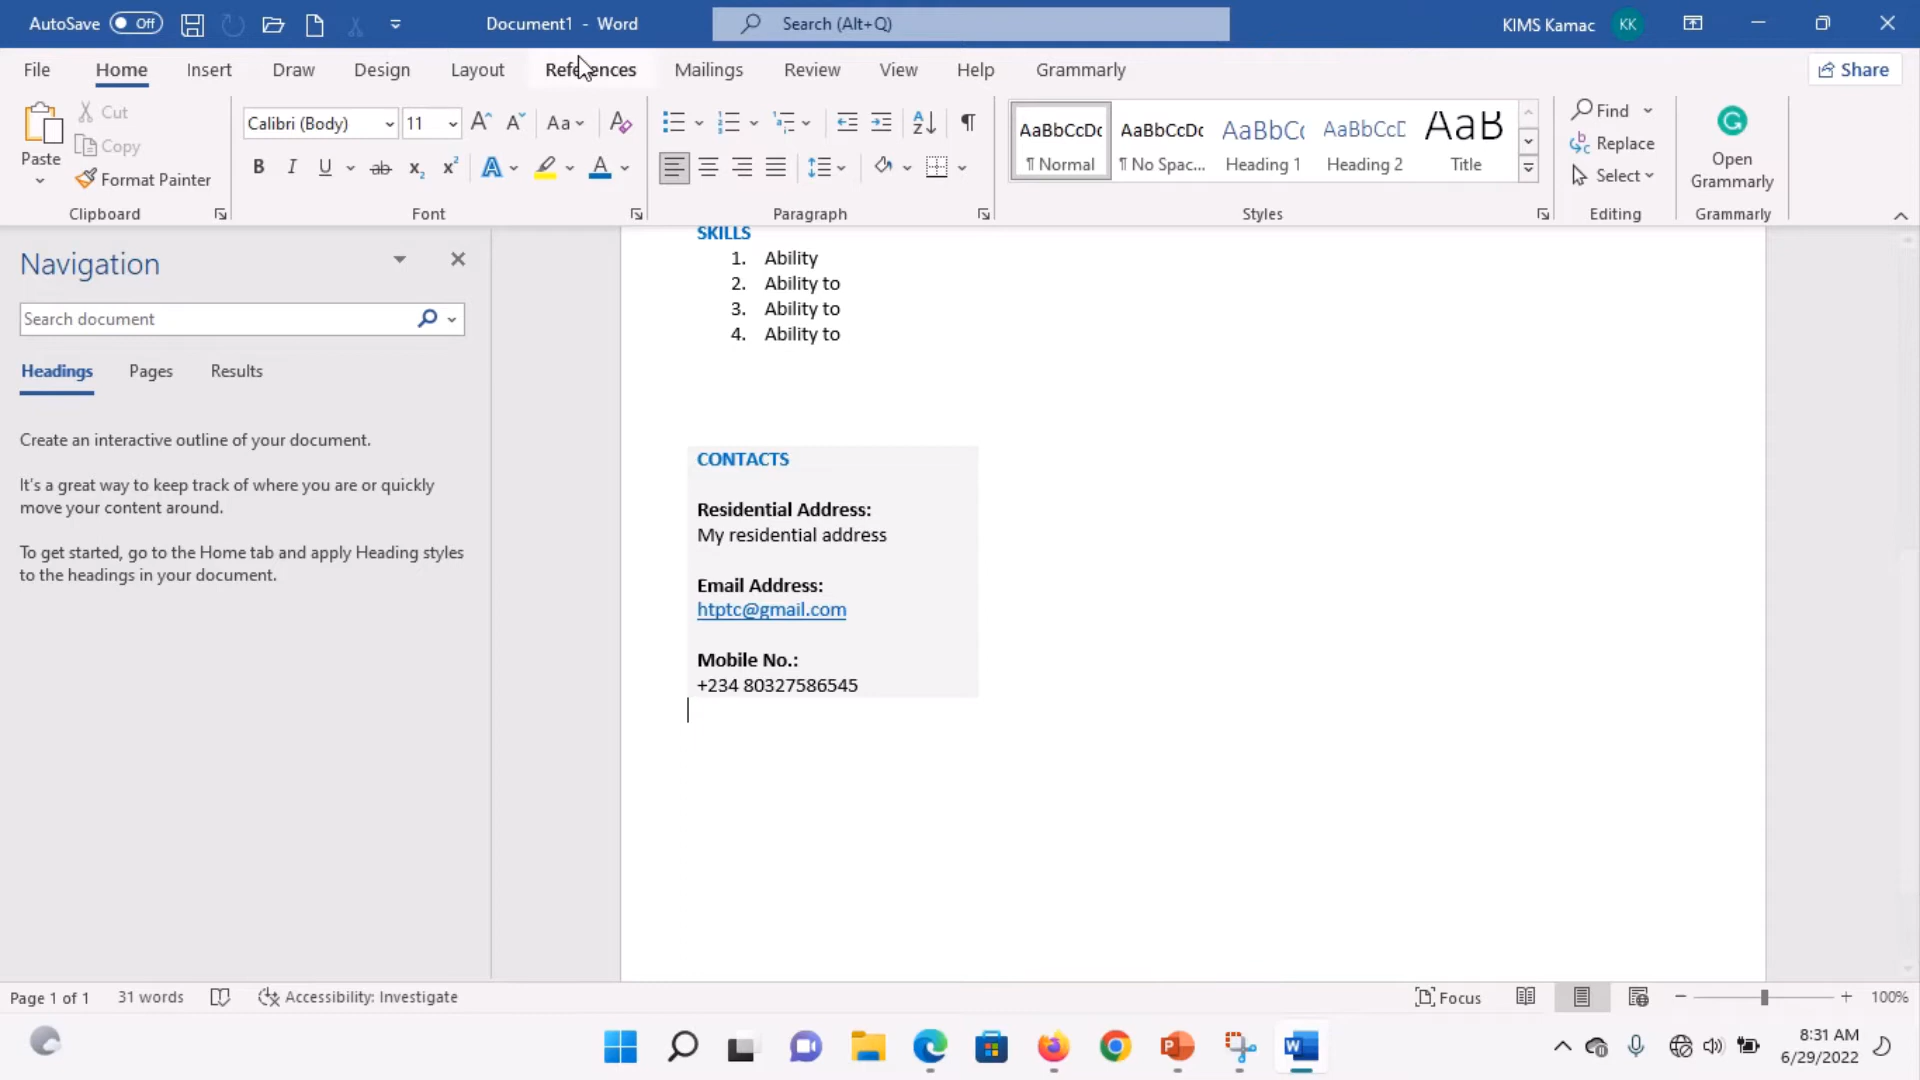 AutoSave Off Document1 - Word Search (Alt+Q) KIMS Kamac KK
File Home Insert Draw Design Layout References Mailings Review View Help Grammarly Share
Paste Cut Copy Format Painter
Calibri (Body) 11 Aa
AaBbCcDc AaBbCcDc AaBbCc AaBbCcD AaB
¶ Normal ¶ No Spac... Heading 1 Heading 2 Title
Find Replace Select
Open Grammarly
Clipboard Font Paragraph Styles Editing Grammarly
Navigation
Search document
Headings Pages Results
Create an interactive outline of your document.
It's a great way to keep track of where you are or quickly
move your content around.
To get started, go to the Home tab and apply Heading styles
to the headings in your document.
SKILLS
1. Ability
2. Ability to
3. Ability to
4. Ability to
CONTACTS
Residential Address:
My residential address
Email Address:
htptc@gmail.com
Mobile No.:
+234 80327586545
Page 1 of 1 31 words Accessibility: Investigate Focus 100%
8:31 AM
6/29/2022